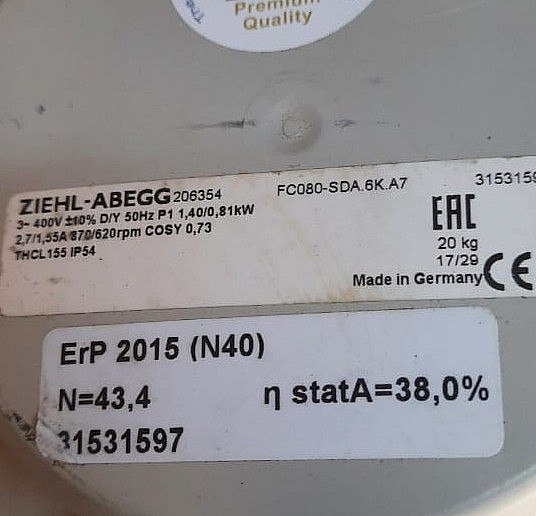 Premium
Quality
ZIEHL-ABEGG 206354 FC080-SDA.6K.A7
3~ 400V ±10% D/Y 50Hz P1 1,40/0,81kW
2,7/1,55A 870/620rpm COSY 0,73
THCL155 IP54
EAC
20 kg
17/29
Made in Germany CE
ErP 2015 (N40)
N=43,4 η statA=38,0%
31531597